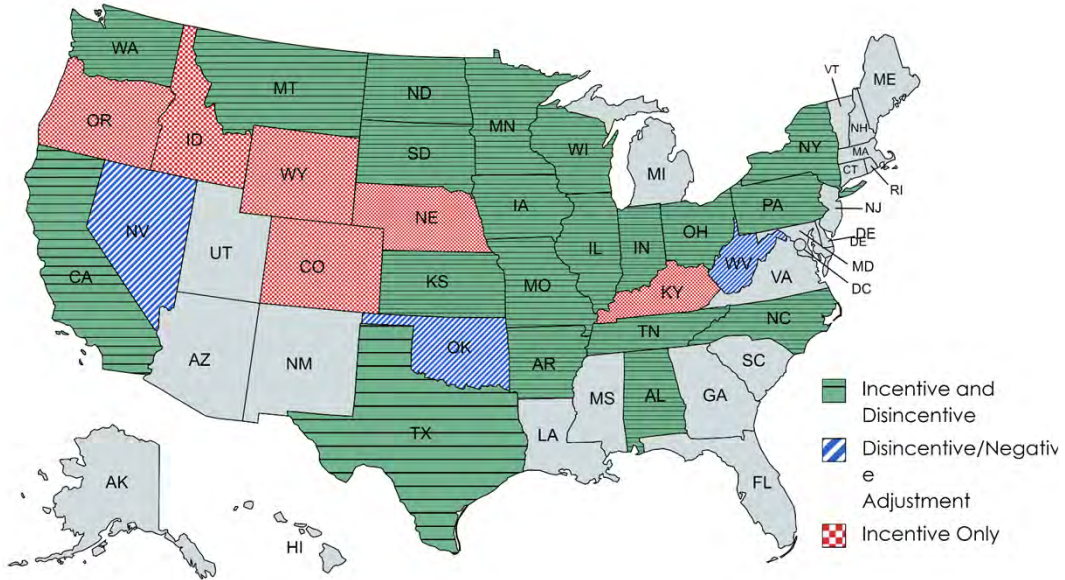 WA
MT
ND
MN
VT
ME
OR
ID
SD
WI
NH
NY
MA
WY
MI
CT
RI
IA
PA
NE
NJ
NV
OH
IL
IN
DE
DE
UT
CA
CO
WV
MD
KS
MO
VA
DC
KY
NC
TN
OK
AZ
NM
AR
SC
MS
AL
GA
TX
LA
FL
AK
HI
Incentive and
Disincentive
Disincentive/Negativ
e
Adjustment
Incentive Only